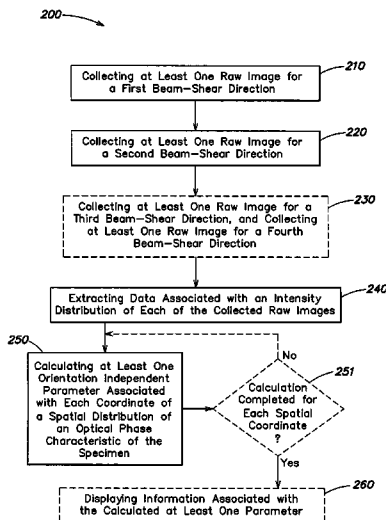 200
210
Collecting at Least One Raw Image for
a First Beam-Shear Direction
220
Collecting at Least One Raw Image for
a Second Beam-Shear Direction
230
Collecting at Least One Raw Image for a
Third Beam-Shear Direction, and Collecting
at Least One Raw Image for a Fourth
Beam-Shear Direction
240
Extracting Data Associated with an Intensity
Distribution of Each of the Collected Raw Images
250
Calculating at Least One
Orientation Independent
Parameter Associated
with Each Coordinate of
a Spatial Distribution of
an Optical Phase
Characteristic of the
Specimen
No
251
Calculation
Completed for
Each Spatial
Coordinate
?
Yes
260
Displaying Information Associated with
the Calculated at Least One Parameter